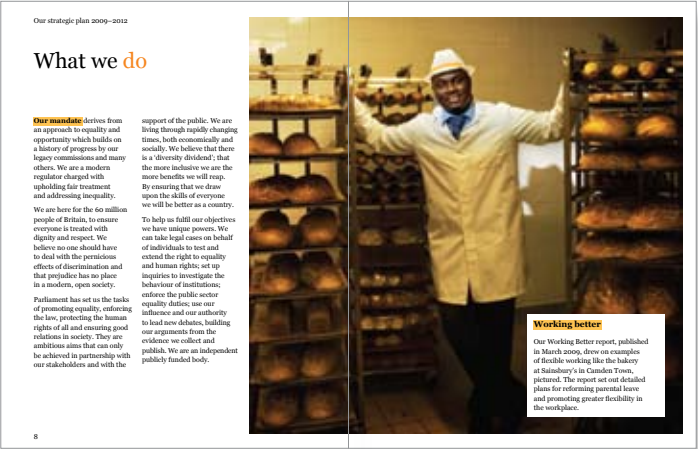 Our strategic plan 2009–2012
What we do
Our mandate derives from
an approach to equality and
opportunity which builds on
a history of progress by our
legacy commissions and many
others. We are a modern
regulator charged with
upholding fair treatment
and addressing inequality.
We are here for the 60 million
people of Britain, to ensure
everyone is treated with
dignity and respect. We
believe no one should have
to deal with the pernicious
effects of discrimination and
that prejudice has no place
in a modern, open society.
Parliament has set us the tasks
of promoting equality, enforcing
the law, protecting the human
rights of all and ensuring good
relations in society. They are
ambitious aims that can only
be achieved in partnership with
our stakeholders and with the
support of the public. We are
living through rapidly changing
times, both economically and
socially. We believe that there
is a ‘diversity dividend’; that
the more inclusive we are the
more benefits we will reap.
By ensuring that we draw
upon the skills of everyone
we will be better as a country.
To help us fulfil our objectives
we have unique powers. We
can take legal cases on behalf
of individuals to test and
extend the right to equality
and human rights; set up
inquiries to investigate the
behaviour of institutions;
enforce the public sector
equality duties; use our
influence and our authority
to lead new debates, building
our arguments from the
evidence we collect and
publish. We are an independent
publicly funded body.
Working better
Our Working Better report, published
in March 2009, drew on examples
of flexible working like the bakery
at Sainsbury's in Camden Town,
pictured. The report set out detailed
plans for reforming parental leave
and promoting greater flexibility in
the workplace.
8